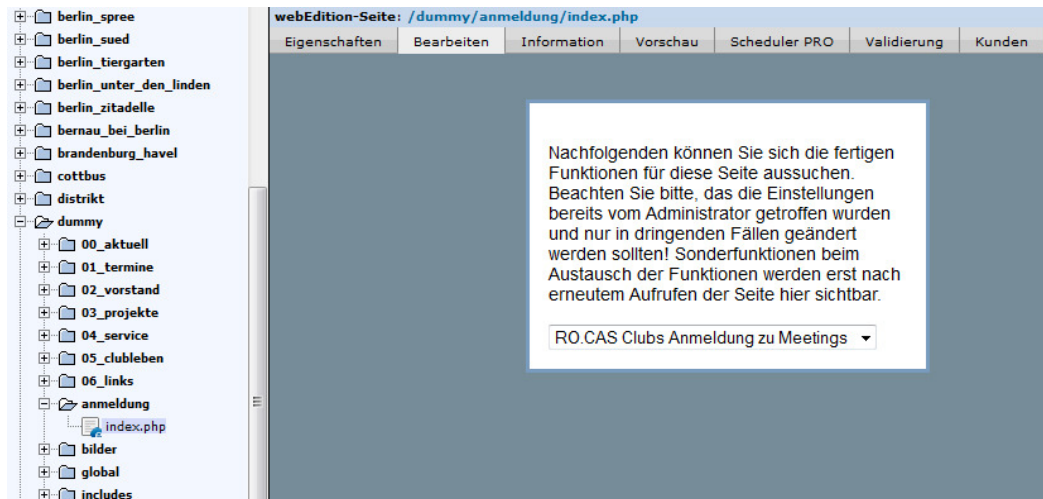 berlin_spree
berlin_sued
berlin_tiergarten
berlin_unter_den_linden
berlin_zitadelle
bernau_bei_berlin
brandenburg_havel
cottbus
distrikt
dummy
00_aktuell
01_termine
02_vorstand
03_projekte
04_service
05_clubleben
06_links
anmeldung
index.php
bilder
global
includes
webEdition-Seite: /dummy/anmeldung/index.php
Eigenschaften Bearbeiten Information Vorschau Scheduler PRO Validierung Kunden
Nachfolgenden können Sie sich die fertigen
Funktionen für diese Seite aussuchen.
Beachten Sie bitte, das die Einstellungen
bereits vom Administrator getroffen wurden
und nur in dringenden Fällen geändert
werden sollten! Sonderfunktionen beim
Austausch der Funktionen werden erst nach
erneutem Aufrufen der Seite hier sichtbar.
RO.CAS Clubs Anmeldung zu Meetings